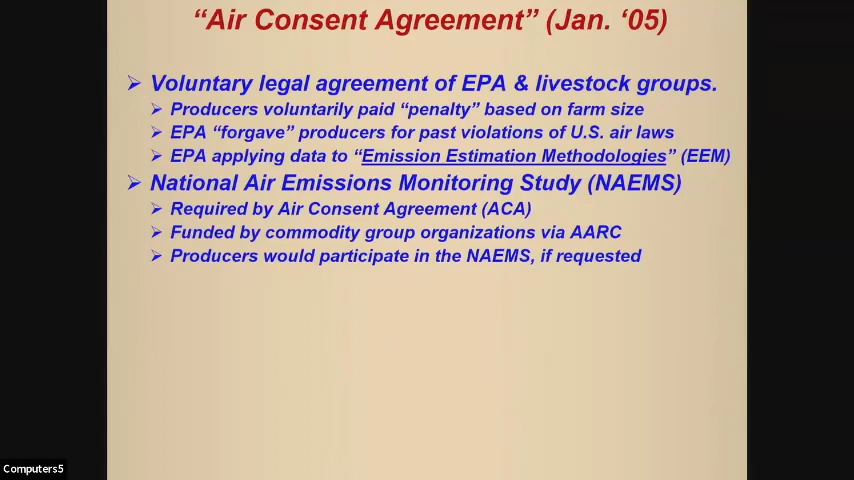 “Air Consent Agreement” (Jan. ‘05)
➢ Voluntary legal agreement of EPA & livestock groups.
➢ Producers voluntarily paid “penalty” based on farm size
➢ EPA “forgave” producers for past violations of U.S. air laws
➢ EPA applying data to “Emission Estimation Methodologies” (EEM)
➢ National Air Emissions Monitoring Study (NAEMS)
➢ Required by Air Consent Agreement (ACA)
➢ Funded by commodity group organizations via AARC
➢ Producers would participate in the NAEMS, if requested
Computers5